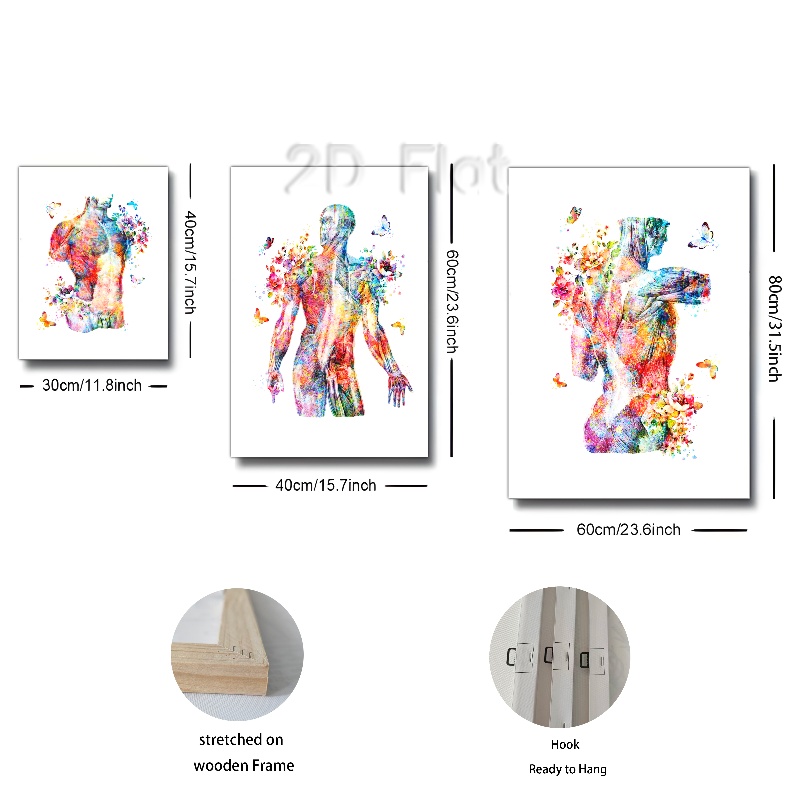 2D Flat
40cm/15.7inch
30cm/11.8inch
60cm/23.6inch
40cm/15.7inch
80cm/31.5inch
60cm/23.6inch
stretched on
wooden Frame
Hook
Ready to Hang